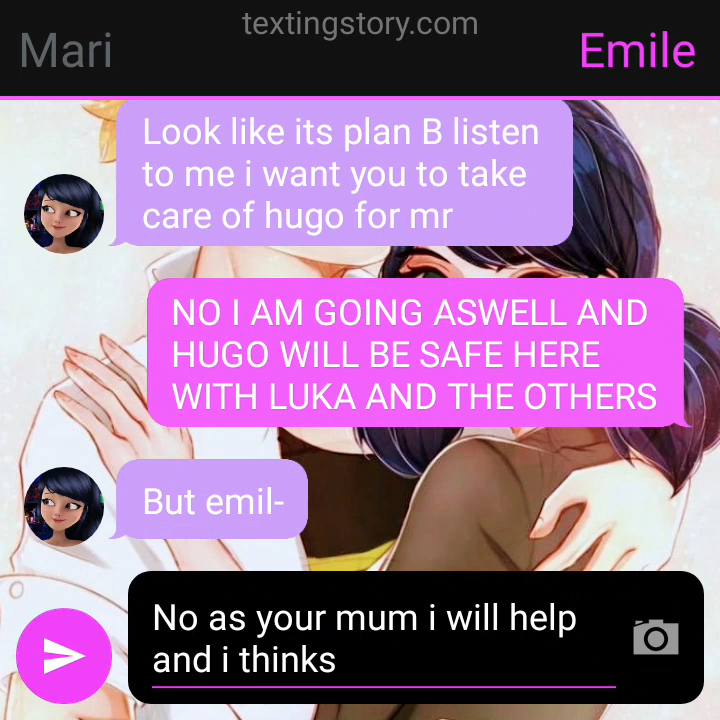 textingstory.com
Mari
Emile
Look like its plan B listen
to me i want you to take
care of hugo for mr
NO I AM GOING ASWELL AND
HUGO WILL BE SAFE HERE
WITH LUKA AND THE OTHERS
But emil-
No as your mum i will help
and i thinks